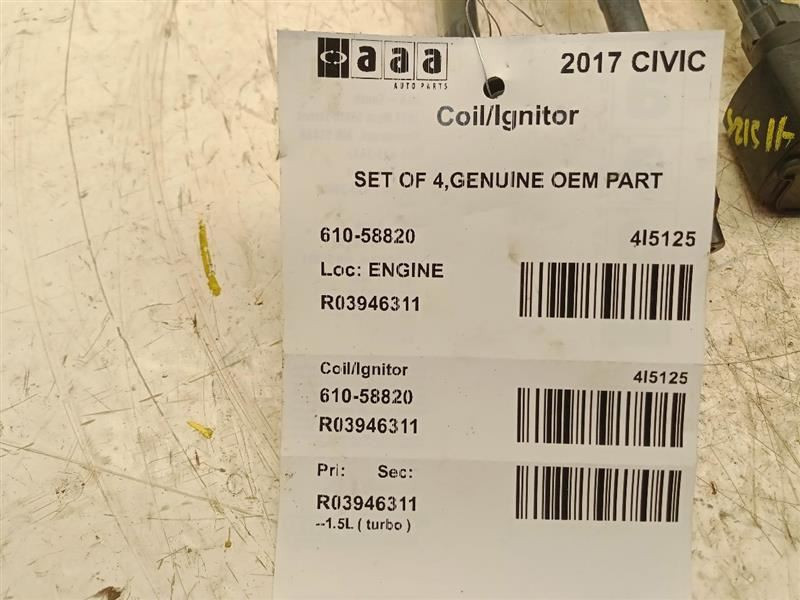 aaa
AUTO PARTS
2017 CIVIC
Coil/Ignitor
SET OF 4,GENUINE OEM PART
610-58820
4I5125
Loc: ENGINE
R03946311
Coil/Ignitor
4I5125
610-58820
R03946311
Pri: Sec:
R03946311
--1.5L ( turbo )